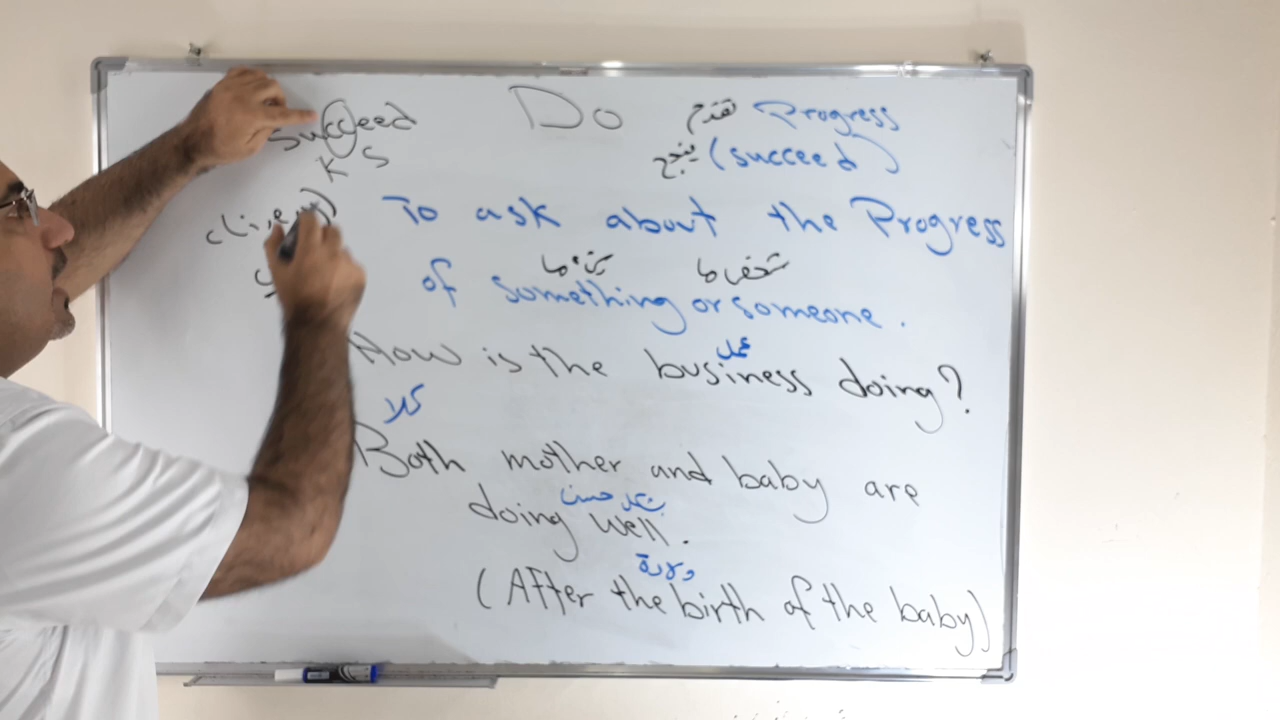 Do
تقدم Progress
ينجح (succeed)
succeed
K S
To ask about the Progress
شيء ما شخص ما
of something or someone.
عمل
How is the business doing?
كلا
Both mother and baby are
بشكل حسن
doing well.
ولادة
(After the birth of the baby)